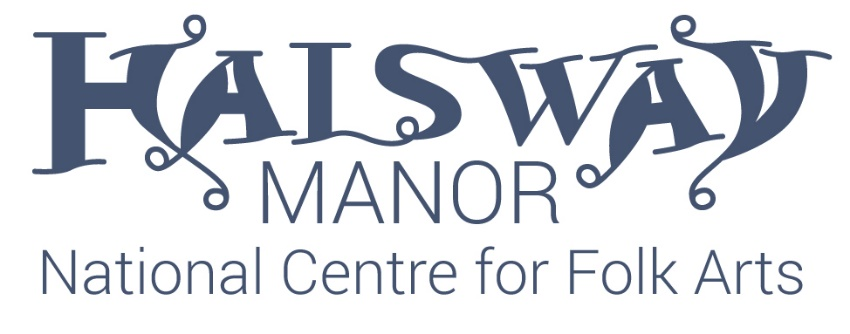 HALSWAY
MANOR
National Centre for Folk Arts